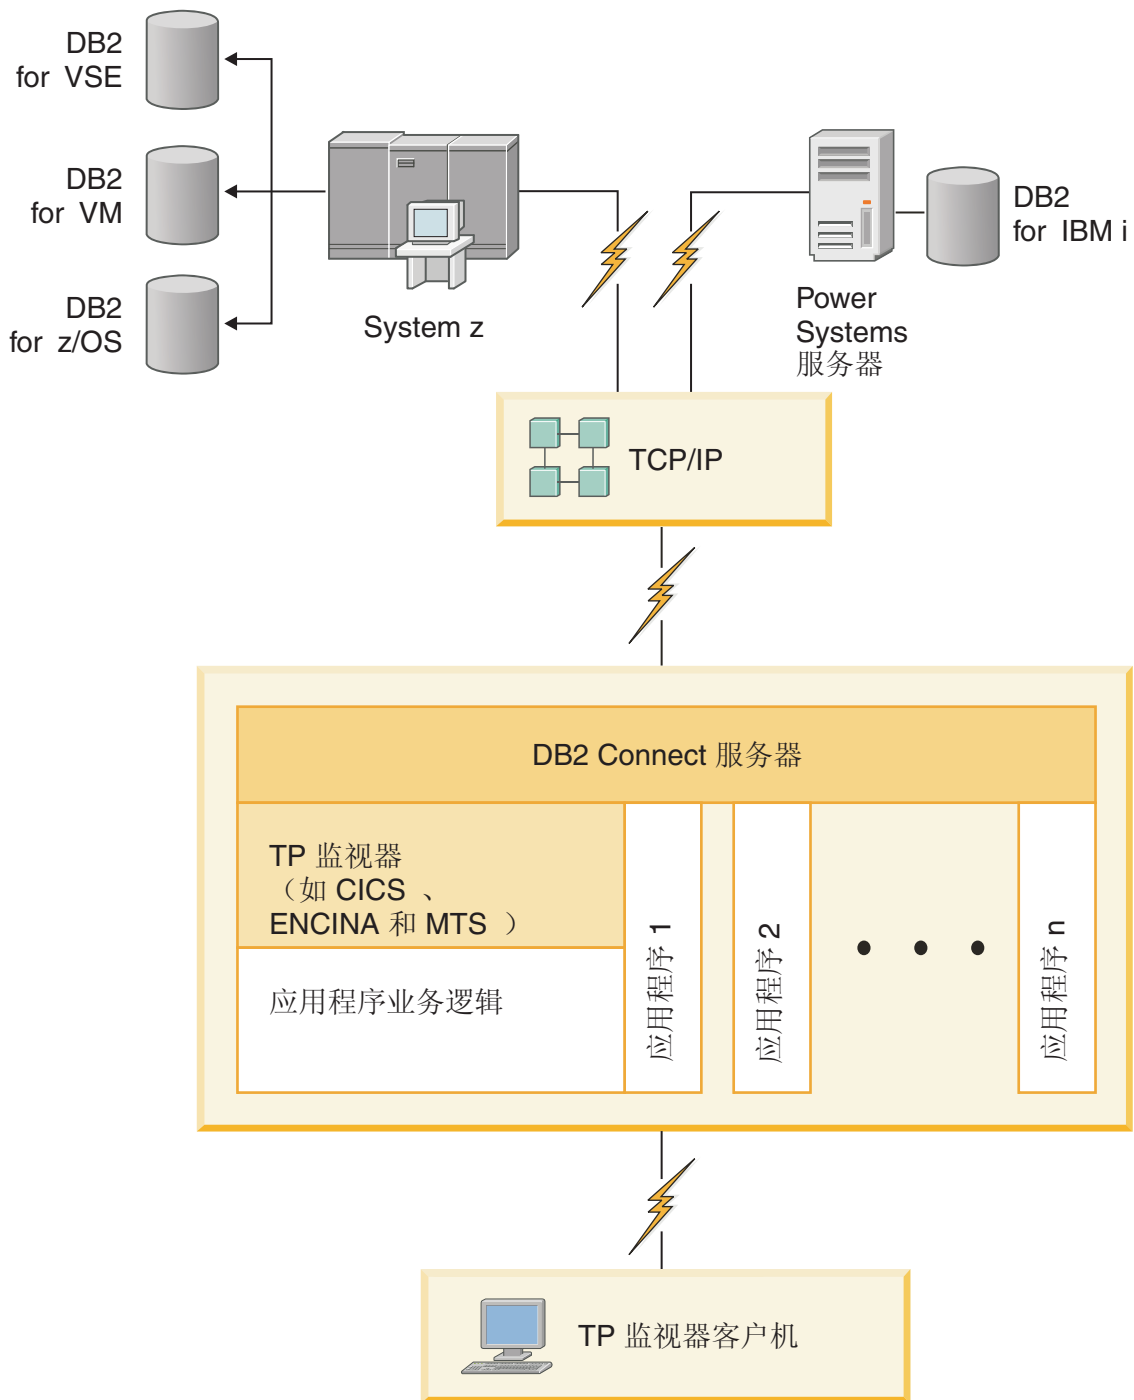 DB2
for VSE
DB2
for VM
DB2
for z/OS
System z
Power
Systems
服务器
DB2
for IBM i
TCP/IP
DB2 Connect 服务器
TP 监视器
（如 CICS 、
ENCINA 和 MTS ）
应用程序业务逻辑
应用程序 1
应用程序 2
应用程序 n
TP 监视器客户机